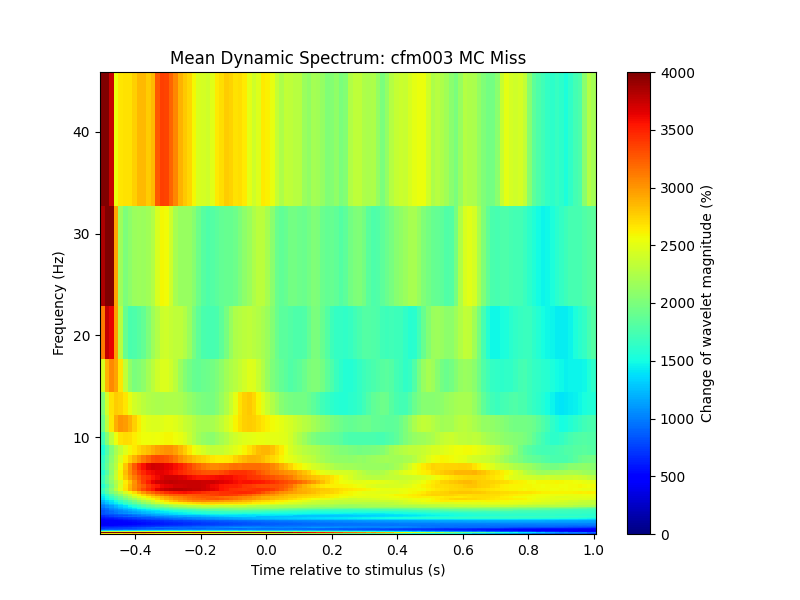 Mean Dynamic Spectrum: cfm003 MC Miss
Frequency (Hz)
40
30
20
10
−0.4 −0.2 0.0 0.2 0.4 0.6 0.8 1.0
Time relative to stimulus (s)
4000
3500
3000
2500
2000
1500
1000
500
0
Change of wavelet magnitude (%)